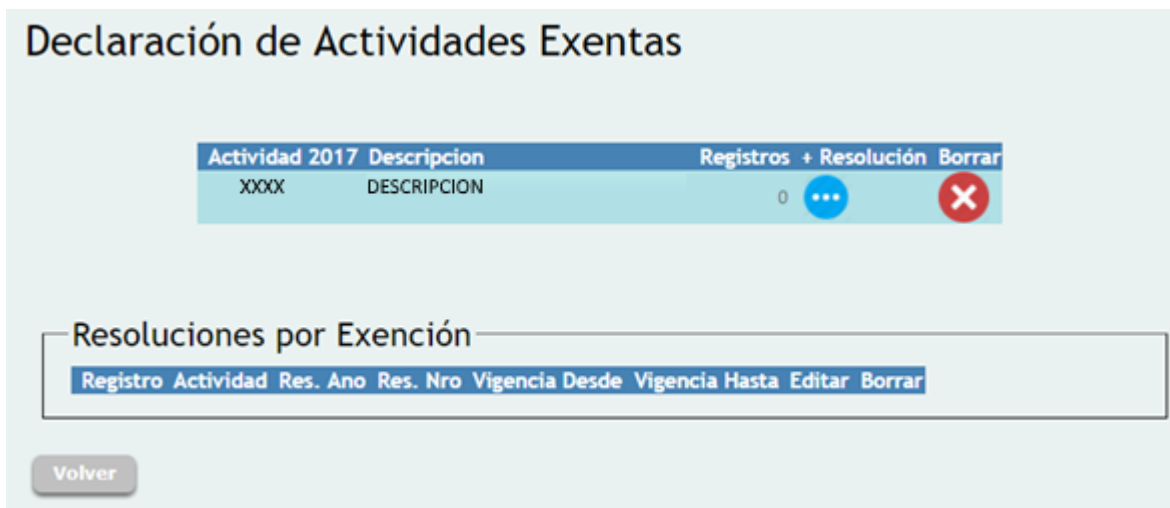 Declaración de Actividades Exentas
Actividad 2017 Descripcion Registros + Resolución Borrar
XXXX DESCRIPCION 0
Resoluciones por Exención
Registro Actividad Res. Ano Res. Nro Vigencia Desde Vigencia Hasta Editar Borrar
Volver